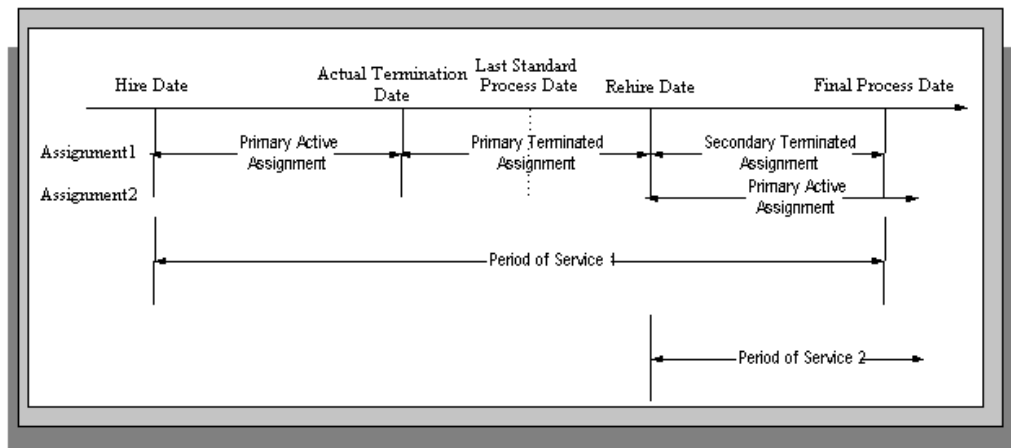 Hire Date
Actual Termination
Date
Last Standard
Process Date
Rehire Date
Final Process Date
Assignment1
Primary Active
Assignment
Primary Terminated
Assignment
Secondary Terminated
Assignment
Assignment2
Primary Active
Assignment
Period of Service 1
Period of Service 2